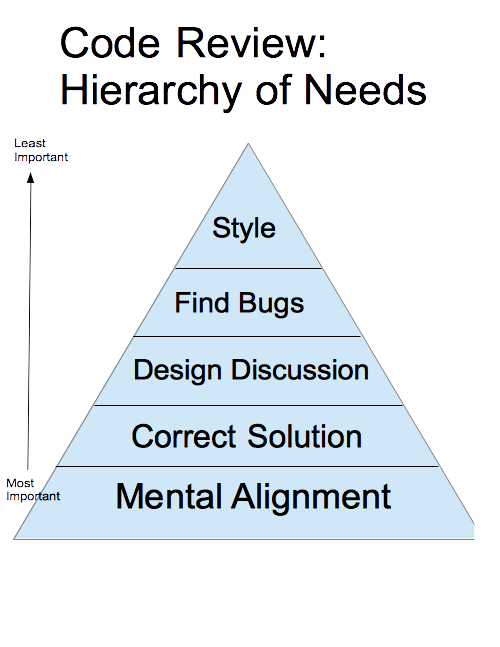 Code Review:
Hierarchy of Needs
Least
Important
Style
Find Bugs
Design Discussion
Correct Solution
Most
Important
Mental Alignment